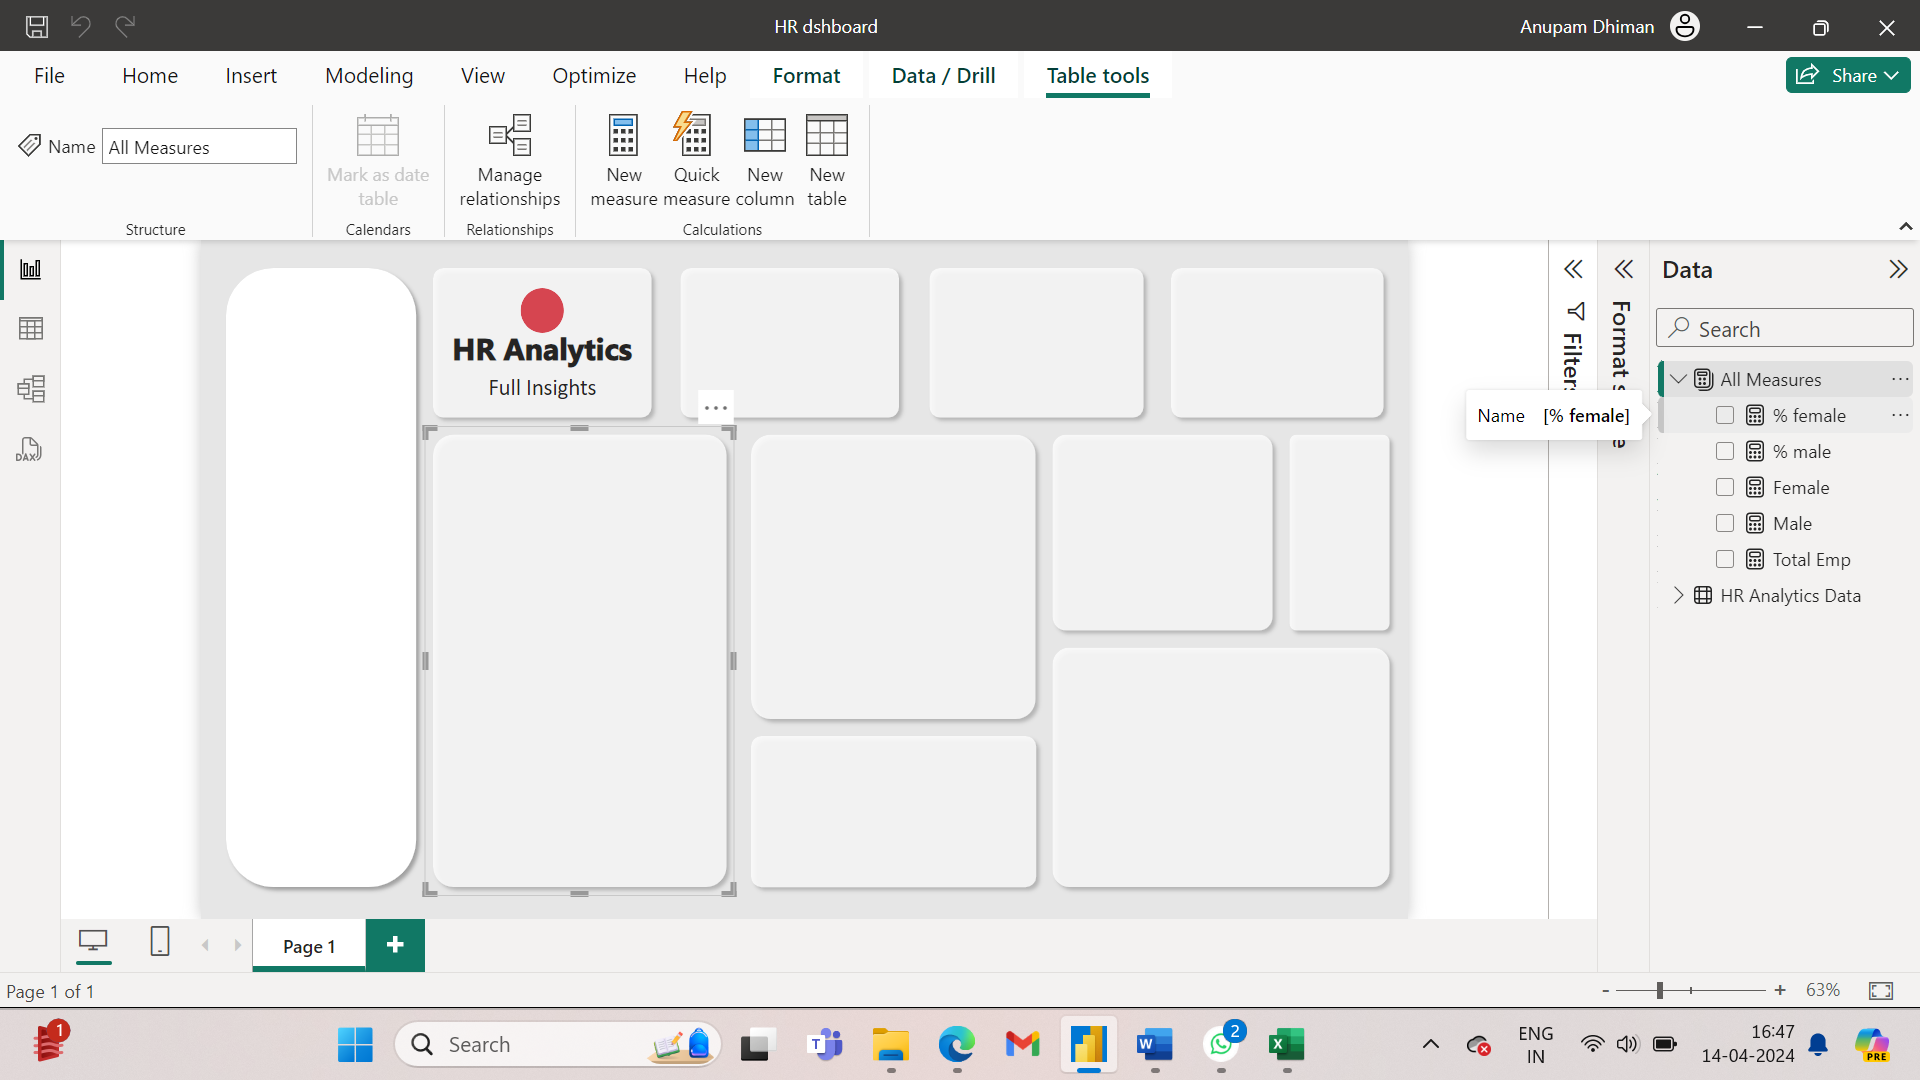 HR dshboard
Anupam Dhiman
File Home Insert Modeling View Optimize Help Format Data / Drill Table tools
Share
Name All Measures
Mark as date table
Manage relationships
New measure
Quick measure
New column
New table
Structure
Calendars
Relationships
Calculations
HR Analytics
Full Insights
Filters
Data
Search
All Measures
% female
Name [% female]
% male
Female
Male
Total Emp
HR Analytics Data
DAX
Page 1
Page 1 of 1
63%
1
Search
T
W
2
X
ENG
IN
16:47
14-04-2024
PRE